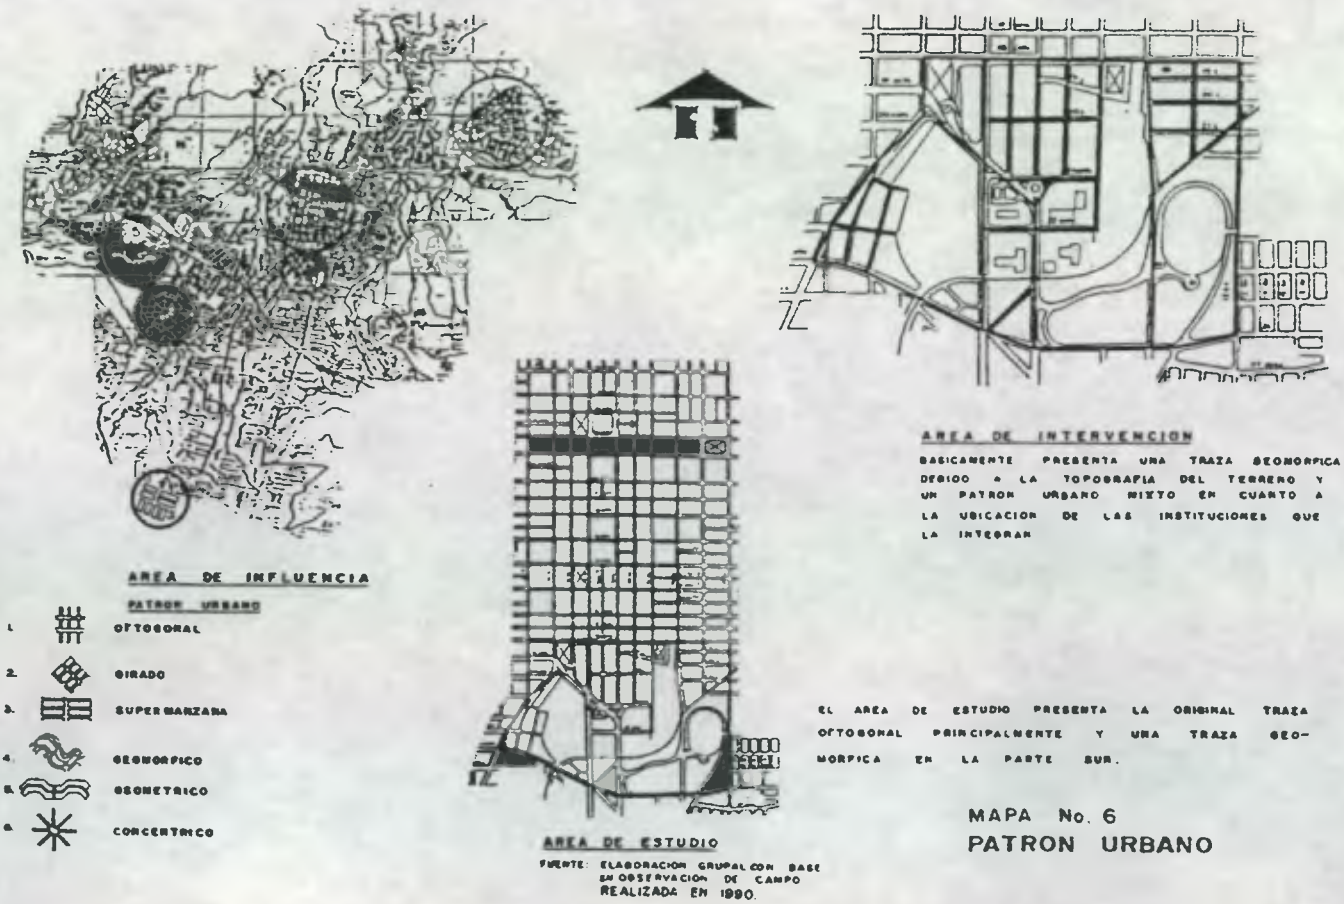 AREA DE INFLUENCIA
PATRON URBANO
1. OFTOGONAL
2. GIRADO
3. SUPERMANZANA
4. GEOMORFICO
5. GEOMETRICO
6. CONCENTRICO
AREA DE INTERVENCION
BASICAMENTE PRESENTA UNA TRAZA GEOMORFICA
DEBIDO A LA TOPOGRAFIA DEL TERRENO Y
UN PATRON URBANO MIXTO EN CUANTO A
LA UBICACION DE LAS INSTITUCIONES QUE
LA INTEGRAN
EL AREA DE ESTUDIO PRESENTA LA ORIGINAL TRAZA
OFTOGONAL PRINCIPALMENTE Y UNA TRAZA GEO-
MORFICA EN LA PARTE SUR.
AREA DE ESTUDIO
FUENTE: ELABORACION GRUPAL CON BASE
EN OBSERVACION DE CAMPO
REALIZADA EN 1990.
MAPA No. 6
PATRON URBANO